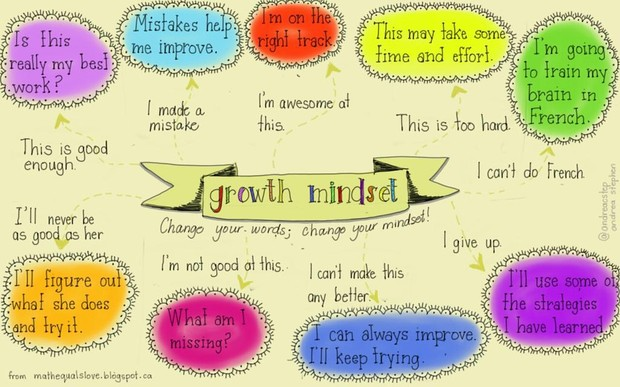 Is this
really my best
work?
Mistakes help
me improve.
I'm on the
right track.
This may take some
time and effort.
I'm going
to train my
brain in
French.
This is good
enough.
I made a
mistake
I'm awesome at
this.
This is too hard.
I can't do French.
growth mindset
Change your words; change your mindset!
I'll never be
as good as her
I'm not good at this.
I can't make this
any better.
I give up.
I'll figure out
what she does
and try it.
What am I
missing?
I can always improve.
I'll keep trying.
I'll use some of
the strategies
I have learned.
@andreacstep
andrea stephen
from mathequalslove.blogspot.ca